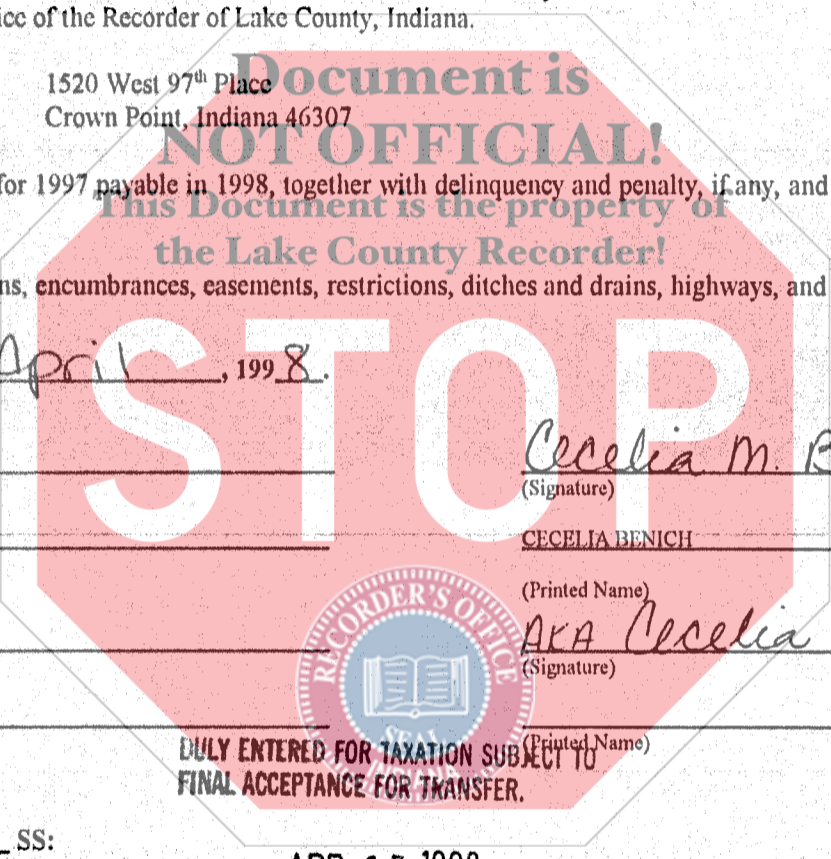 ice of the Recorder of Lake County, Indiana.
1520 West 97th Place
Crown Point, Indiana 46307
Document is
NOT OFFICIAL!
for 1997 payable in 1998, together with delinquency and penalty, if any, and
This Document is the property of
the Lake County Recorder!
ns, encumbrances, easements, restrictions, ditches and drains, highways, and
April, 1998.
STOP
Cecelia M. B
(Signature)
CECELIA BENICH
(Printed Name)
AKA Cecelia
(Signature)
(Printed Name)
RECORDER'S OFFICE
SEAL
INDIANA
DULY ENTERED FOR TAXATION SUBJECT TO
FINAL ACCEPTANCE FOR TRANSFER.
SS: